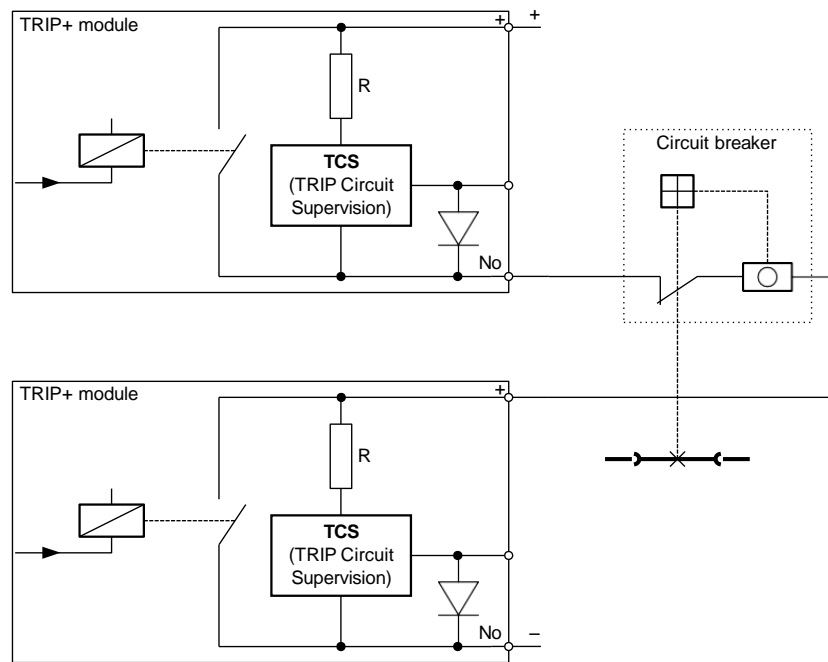 TRIP+ module
+ +
R
TCS
(TRIP Circuit
Supervision)
No
Circuit breaker
TRIP+ module
+
R
TCS
(TRIP Circuit
Supervision)
No –